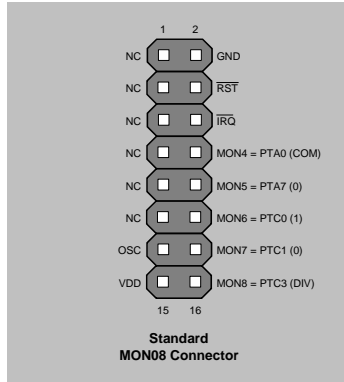 1 2
NC GND
NC RST
NC IRQ
NC MON4 = PTA0 (COM)
NC MON5 = PTA7 (0)
NC MON6 = PTC0 (1)
OSC MON7 = PTC1 (0)
VDD MON8 = PTC3 (DIV)
15 16
Standard
MON08 Connector